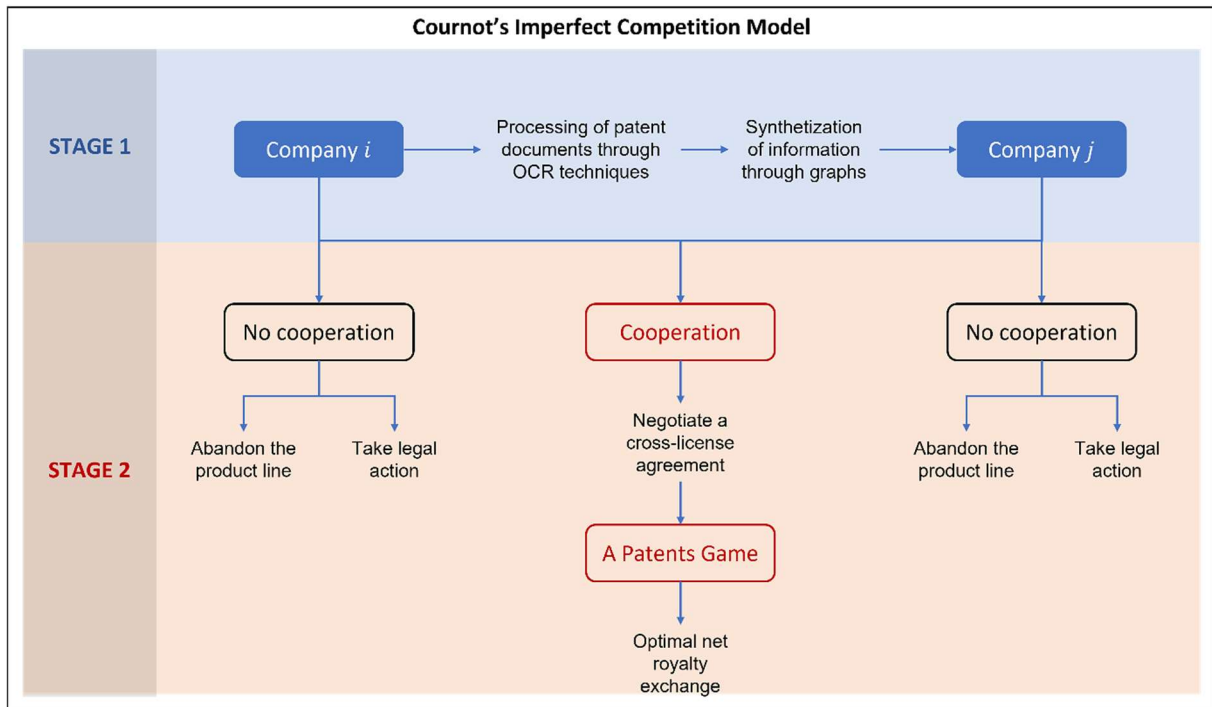 Cournot’s Imperfect Competition Model
STAGE 1
Company i
Processing of patent
documents through
OCR techniques
Synthetization
of information
through graphs
Company j
STAGE 2
No cooperation
Abandon the
product line
Take legal
action
Cooperation
Negotiate a
cross-license
agreement
A Patents Game
Optimal net
royalty
exchange
No cooperation
Abandon the
product line
Take legal
action